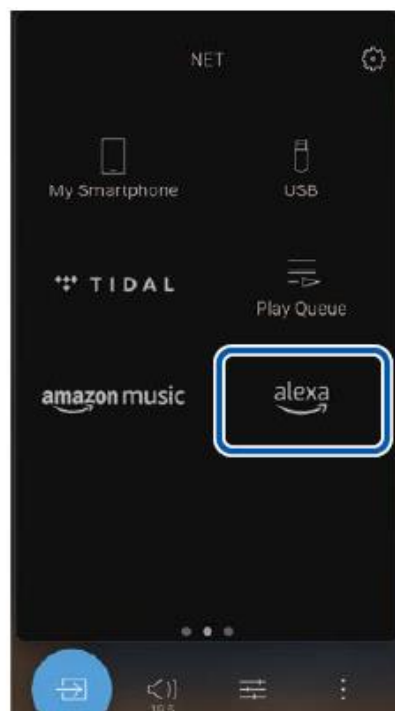 NET
My Smartphone
USB
TIDAL
Play Queue
amazon music
alexa